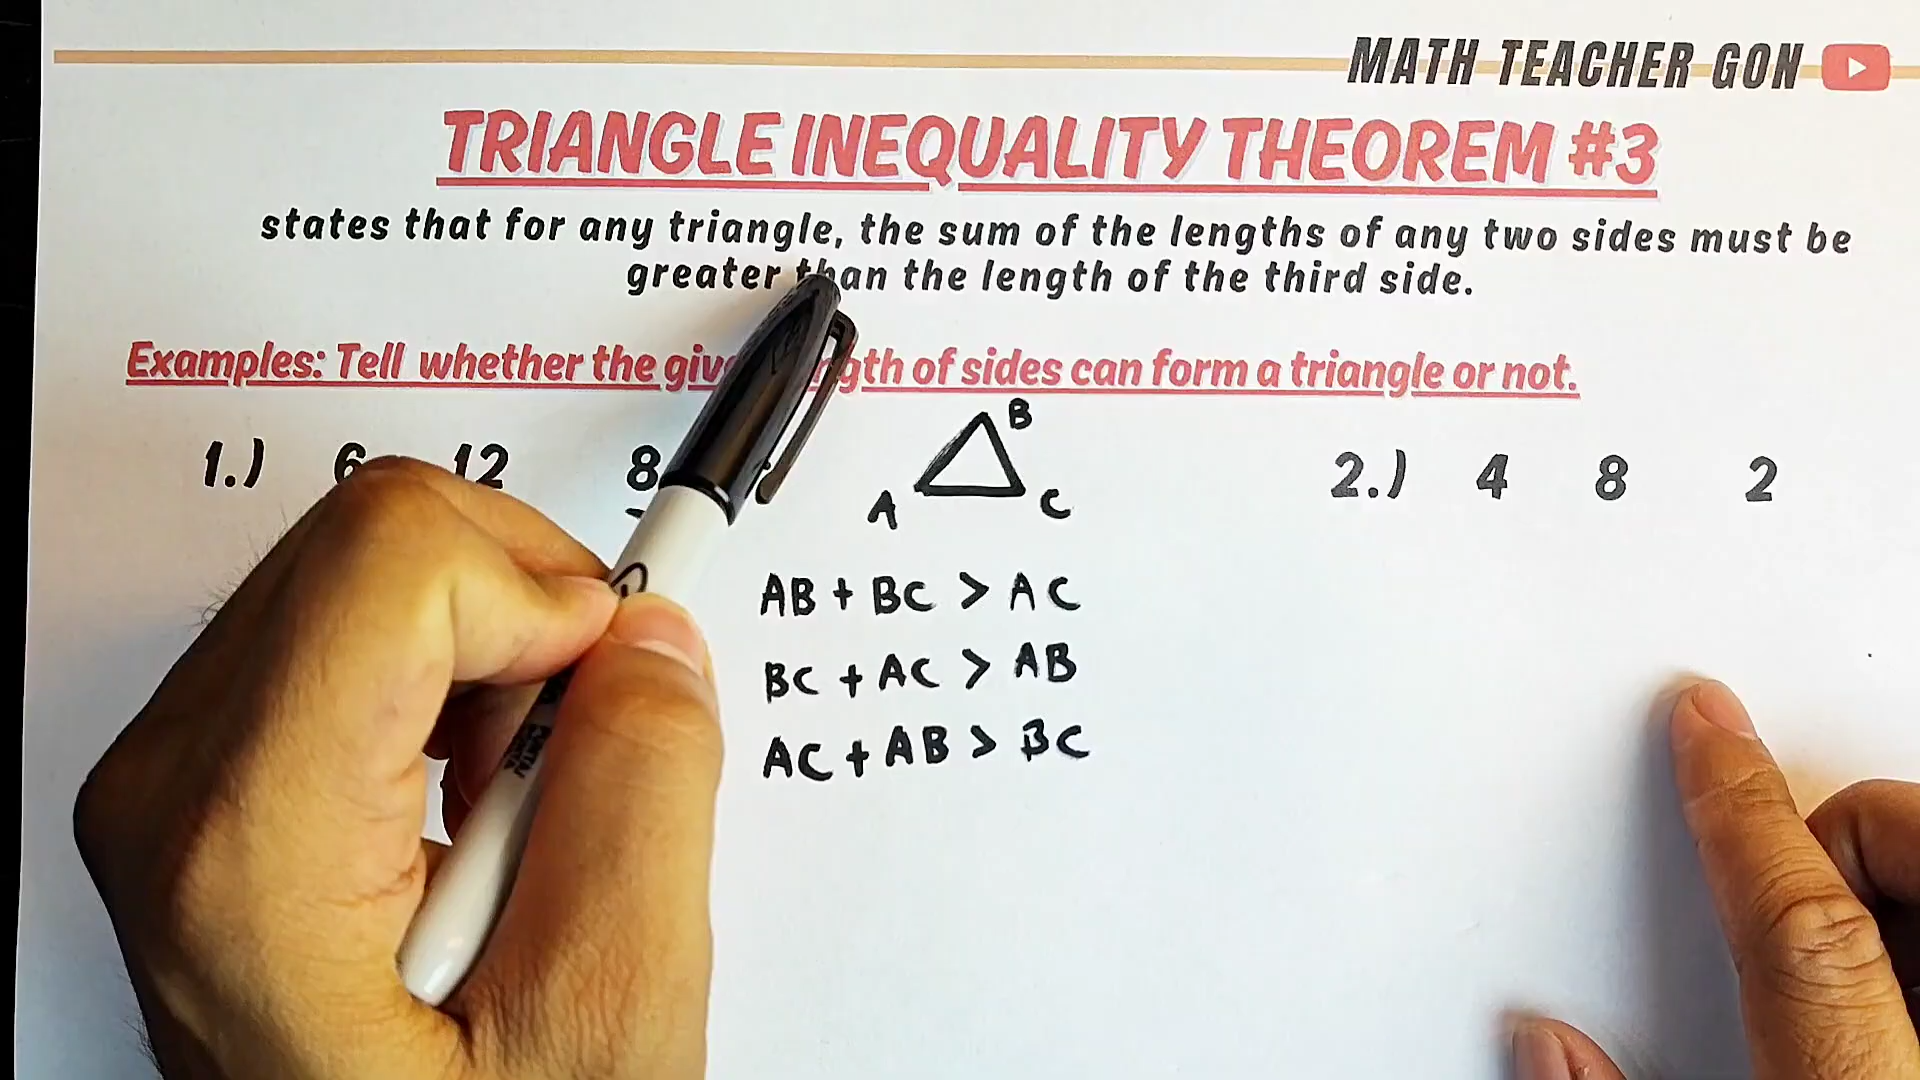 MATH TEACHER GON
TRIANGLE INEQUALITY THEOREM #3
states that for any triangle, the sum of the lengths of any two sides must be
greater than the length of the third side.
Examples: Tell whether the length of sides can form a triangle or not.
1.) 6 12 8
B
A C
2.) 4 8 2
AB + BC > AC
BC + AC > AB
AC + AB > BC